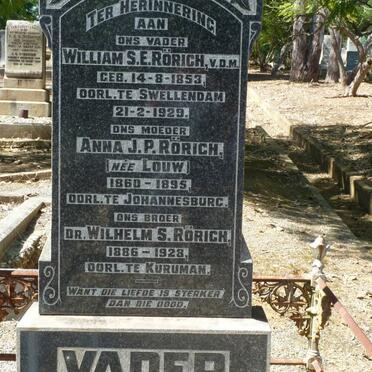 TER HERINNERING
AAN
ONS VADER
WILLIAM S.E. RÖRICH, V.D.M.
GEB. 14-8-1853,
OORL. TE SWELLENDAM
21-2-1929.
ONS MOEDER
ANNA J.P. RÖRICH,
NÉE LOUW,
1860-1895,
OORL. TE JOHANNESBURG.
ONS BROER
DR. WILHELM S. RÖRICH,
1886-1928,
OORL. TE KURUMAN.
WANT DIE LIEFDE IS STERKER
DAN DIE DOOD.
VADER